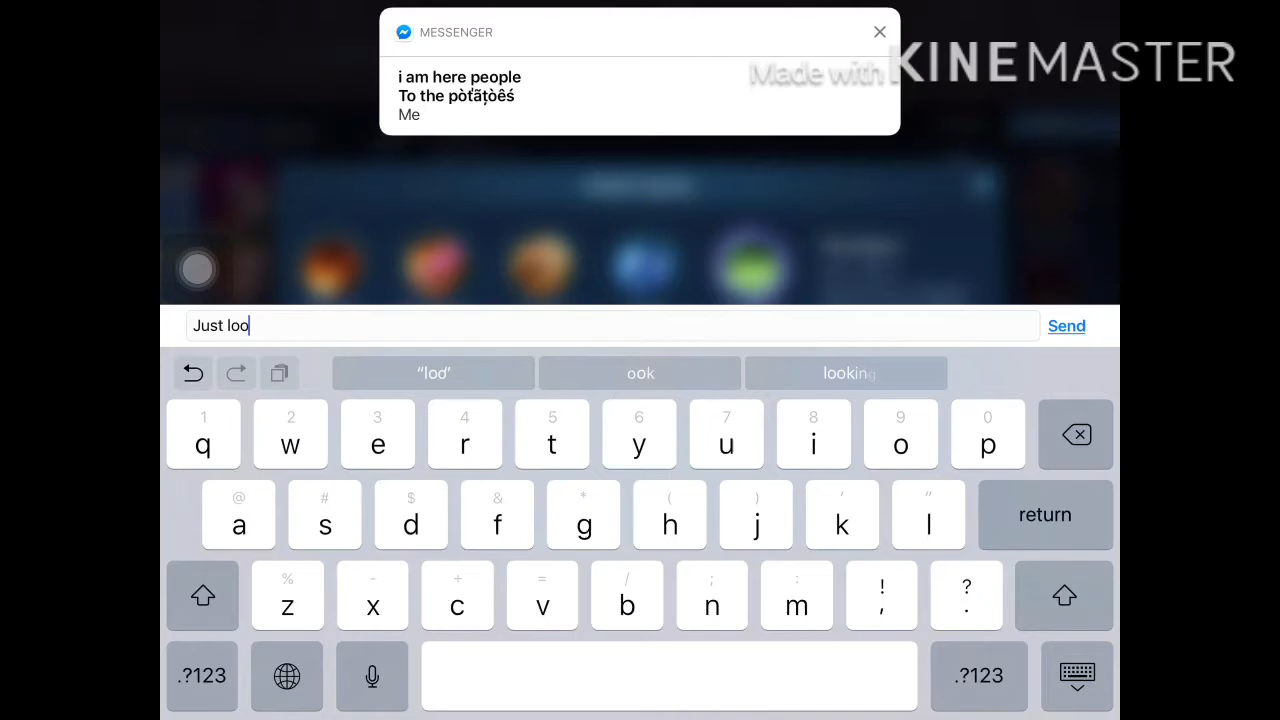 MESSENGER
i am here people
To the pòťãțòêś
Me
Made with KINEMASTER
Just loo
Send
"loo"
ook
looking
1 2 3 4 5 6 7 8 9 0
q w e r t y u i o p
@ # $ & * ( ) ' "
a s d f g h j k l return
% - + = / ; : ! ?
z x c v b n m , .
.?123 .?123